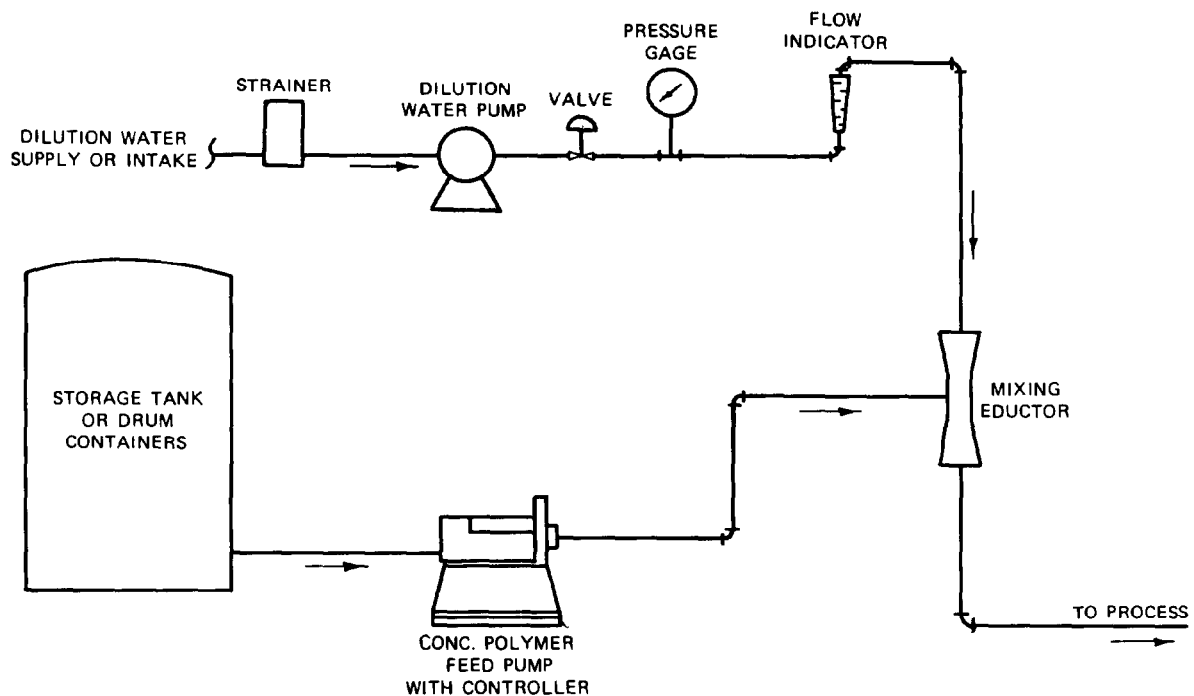 FLOW
INDICATOR
PRESSURE
GAGE
STRAINER
DILUTION
WATER PUMP
VALVE
DILUTION WATER
SUPPLY OR INTAKE
STORAGE TANK
OR DRUM
CONTAINERS
MIXING
EDUCTOR
TO PROCESS
CONC. POLYMER
FEED PUMP
WITH CONTROLLER